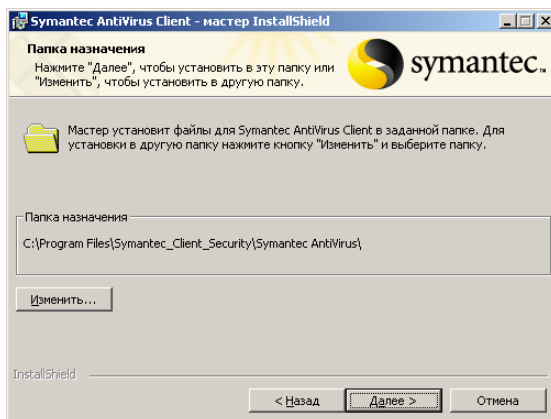 Symantec AntiVirus Client - мастер InstallShield
Папка назначения
Нажмите "Далее", чтобы установить в эту папку или
"Изменить", чтобы установить в другую папку.
symantec.
Мастер установит файлы для Symantec AntiVirus Client в заданной папке. Для
установки в другую папку нажмите кнопку "Изменить" и выберите папку.
Папка назначения
C:\Program Files\Symantec_Client_Security\Symantec AntiVirus\
Изменить...
InstallShield
< Назад
Далее >
Отмена